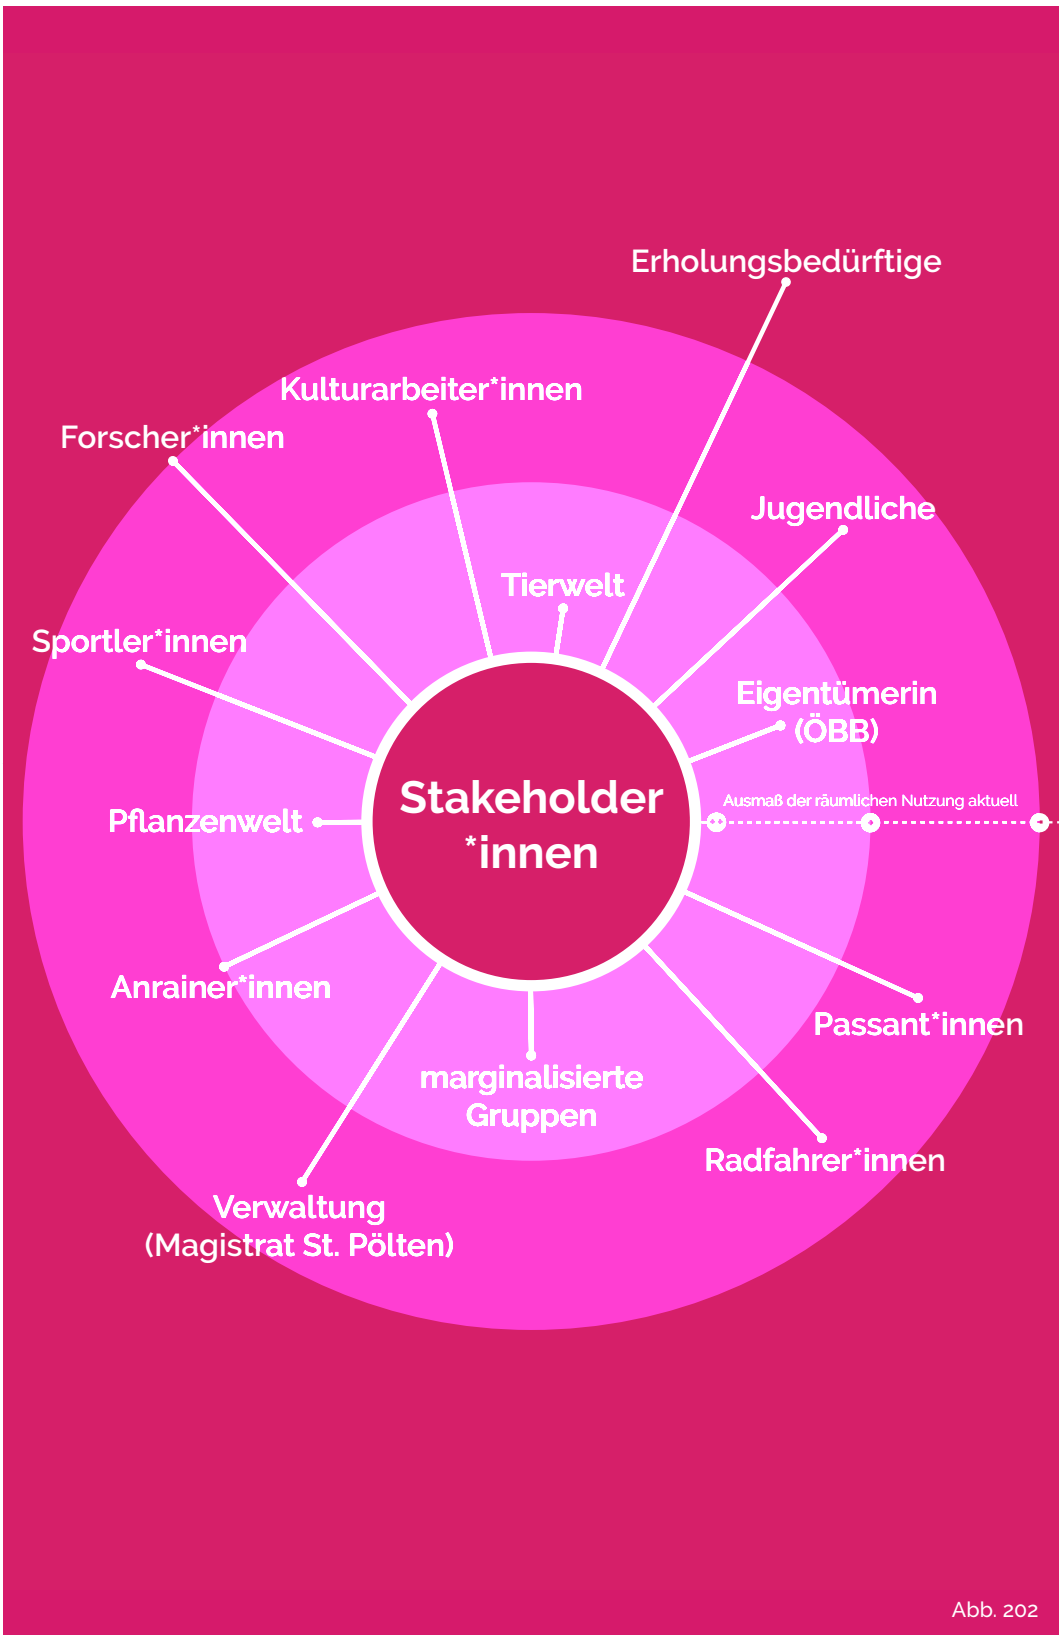 Erholungsbedürftige
Kulturarbeiter*innen
Forscher*innen
Jugendliche
Tierwelt
Sportler*innen
Eigentümerin
(ÖBB)
Stakeholder
*innen
Ausmaß der räumlichen Nutzung aktuell
Pflanzenwelt
Anrainer*innen
Passant*innen
marginalisierte
Gruppen
Radfahrer*innen
Verwaltung
(Magistrat St. Pölten)
Abb. 202